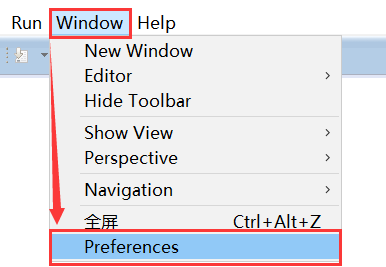 Run Window Help
New Window
Editor
Hide Toolbar
Show View
Perspective
Navigation
全屏 Ctrl+Alt+Z
Preferences